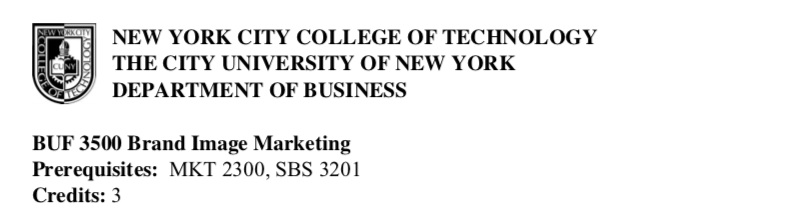 NEW YORK CITY
COLLEGE OF TECHNOLOGY
CUNY
NEW YORK CITY COLLEGE OF TECHNOLOGY
THE CITY UNIVERSITY OF NEW YORK
DEPARTMENT OF BUSINESS
BUF 3500 Brand Image Marketing
Prerequisites: MKT 2300, SBS 3201
Credits: 3